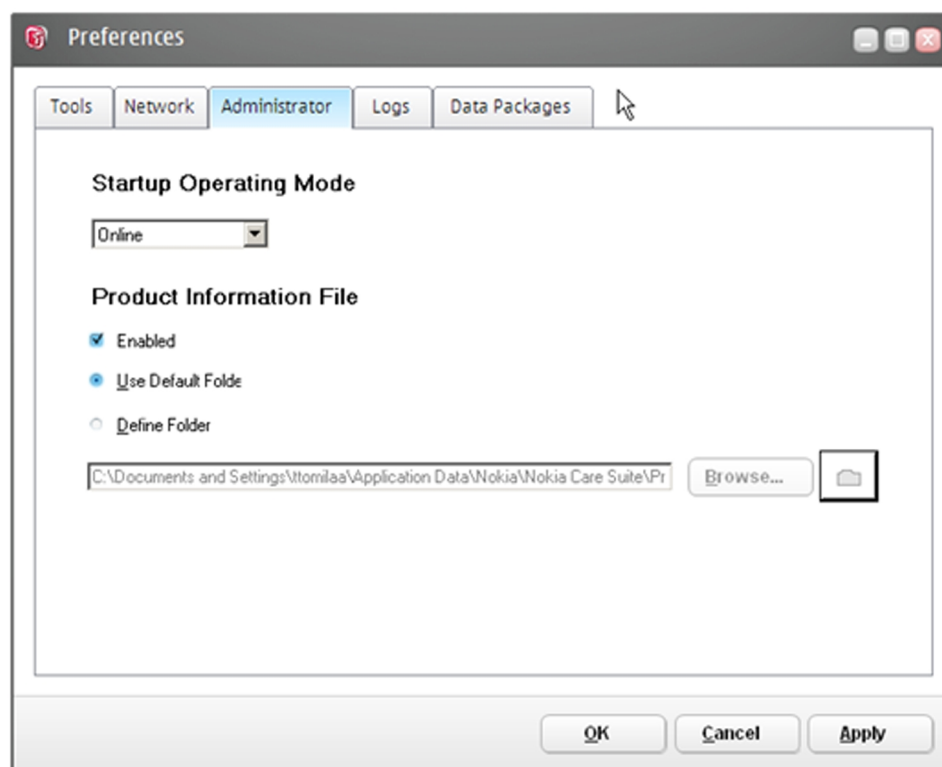 Preferences
Tools Network Administrator Logs Data Packages
Startup Operating Mode
Online
Product Information File
Enabled
Use Default Folde
Define Folder
C:\Documents and Settings\ttomilaa\Application Data\Nokia\Nokia Care Suite\Pr Browse...
OK Cancel Apply